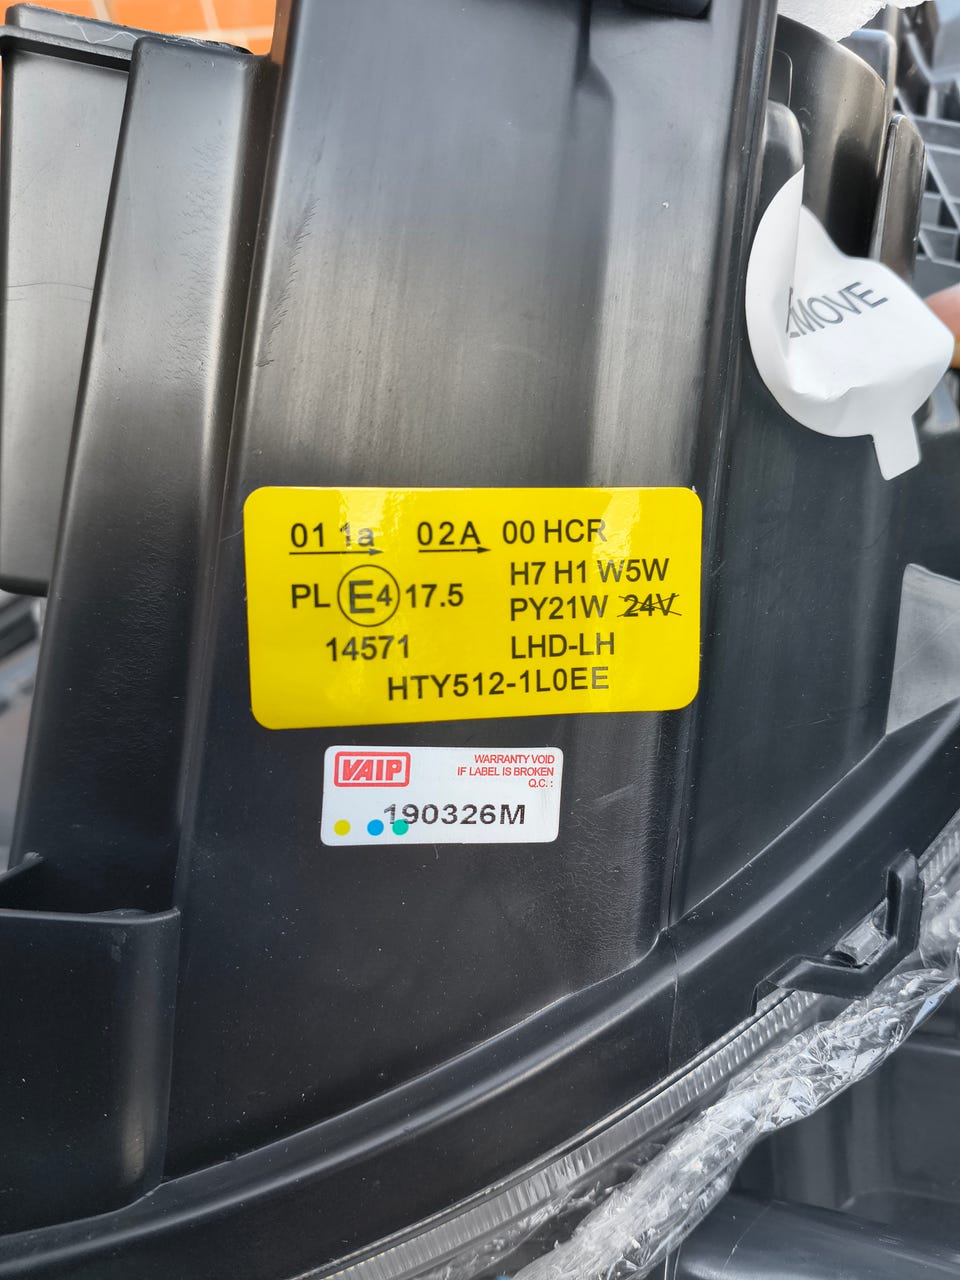 MOVE
01 1a 02A 00 HCR
H7 H1 W5W
PL E4 17.5
PY21W 24V
14571 LHD-LH
HTY512-1L0EE
VAIP
WARRANTY VOID
IF LABEL IS BROKEN
Q.C.:
190326M